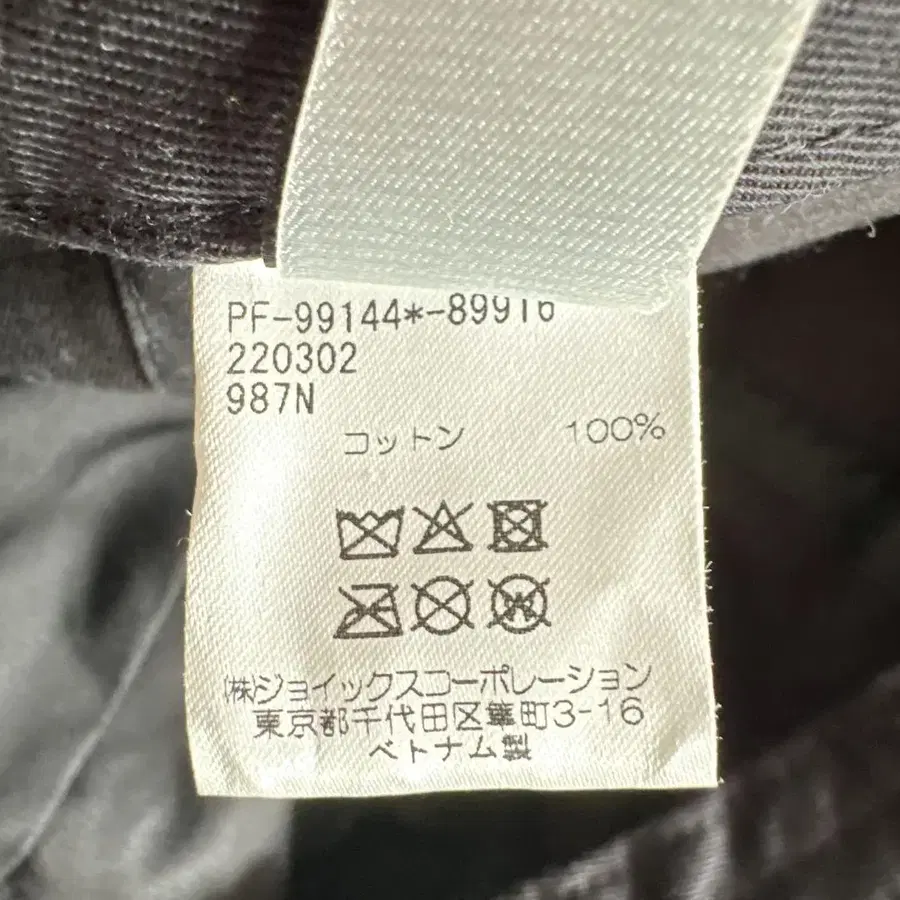 PF-99144*-89916
220302
987N
コットン 100%
(株)ジョイックスコーポレーション
東京都千代田区隼町3-16
ベトナム製